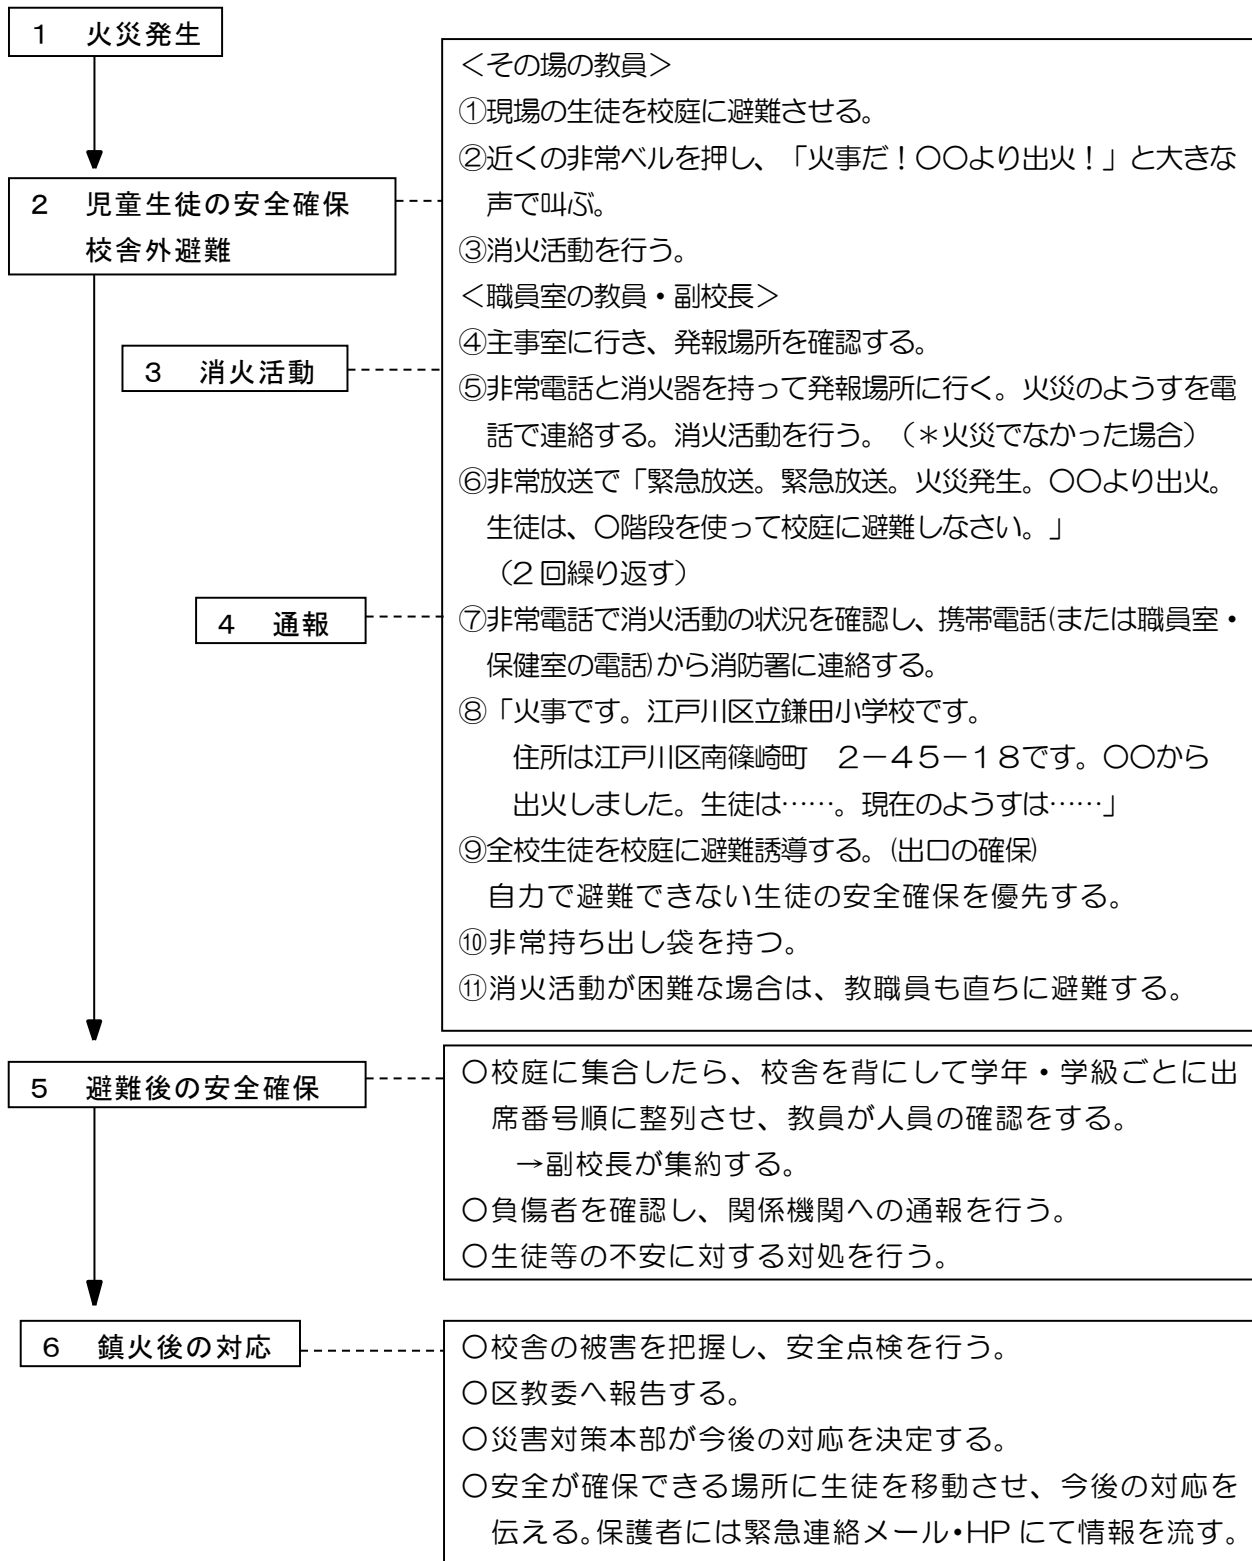 １　火災発生
２　児童生徒の安全確保
校舎外避難
３　消火活動
４　通報
＜その場の教員＞
①現場の生徒を校庭に避難させる。
②近くの非常ベルを押し、「火事だ！〇〇より出火！」と大きな
声で叫ぶ。
③消火活動を行う。
＜職員室の教員・副校長＞
④主事室に行き、発報場所を確認する。
⑤非常電話と消火器を持って発報場所に行く。火災のようすを電
話で連絡する。消火活動を行う。（＊火災でなかった場合）
⑥非常放送で「緊急放送。緊急放送。火災発生。〇〇より出火。
生徒は、〇階段を使って校庭に避難しなさい。」
（２回繰り返す）
⑦非常電話で消火活動の状況を確認し、携帯電話(または職員室・
保健室の電話)から消防署に連絡する。
⑧「火事です。江戸川区立鎌田小学校です。
住所は江戸川区南篠崎町　２－４５－１８です。〇〇から
出火しました。生徒は……。現在のようすは……」
⑨全校生徒を校庭に避難誘導する。(出口の確保)
自力で避難できない生徒の安全確保を優先する。
⑩非常持ち出し袋を持つ。
⑪消火活動が困難な場合は、教職員も直ちに避難する。
５　避難後の安全確保
〇校庭に集合したら、校舎を背にして学年・学級ごとに出
席番号順に整列させ、教員が人員の確認をする。
→副校長が集約する。
〇負傷者を確認し、関係機関への通報を行う。
〇生徒等の不安に対する対処を行う。
６　鎮火後の対応
〇校舎の被害を把握し、安全点検を行う。
〇区教委へ報告する。
〇災害対策本部が今後の対応を決定する。
〇安全が確保できる場所に生徒を移動させ、今後の対応を
伝える。保護者には緊急連絡メール・HP にて情報を流す。